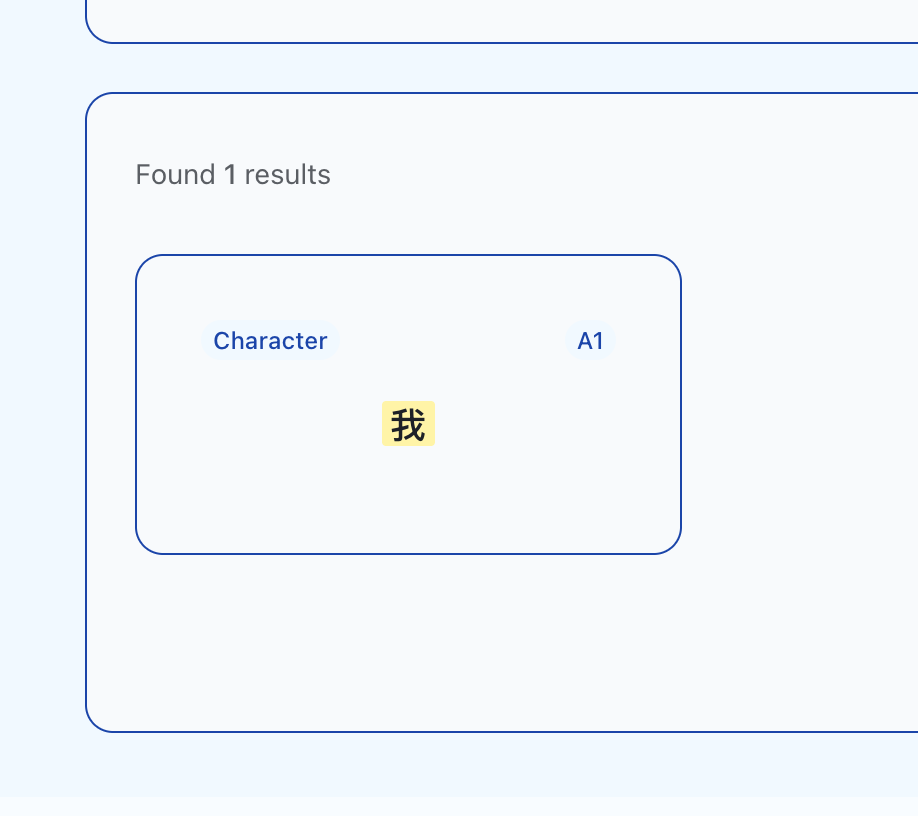 Found 1 results
Character
A1
我